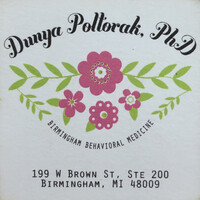 Dunya Poltorak, PhD
BIRMINGHAM BEHAVIORAL MEDICINE
199 W BROWN ST, STE 200
BIRMINGHAM, MI 48009